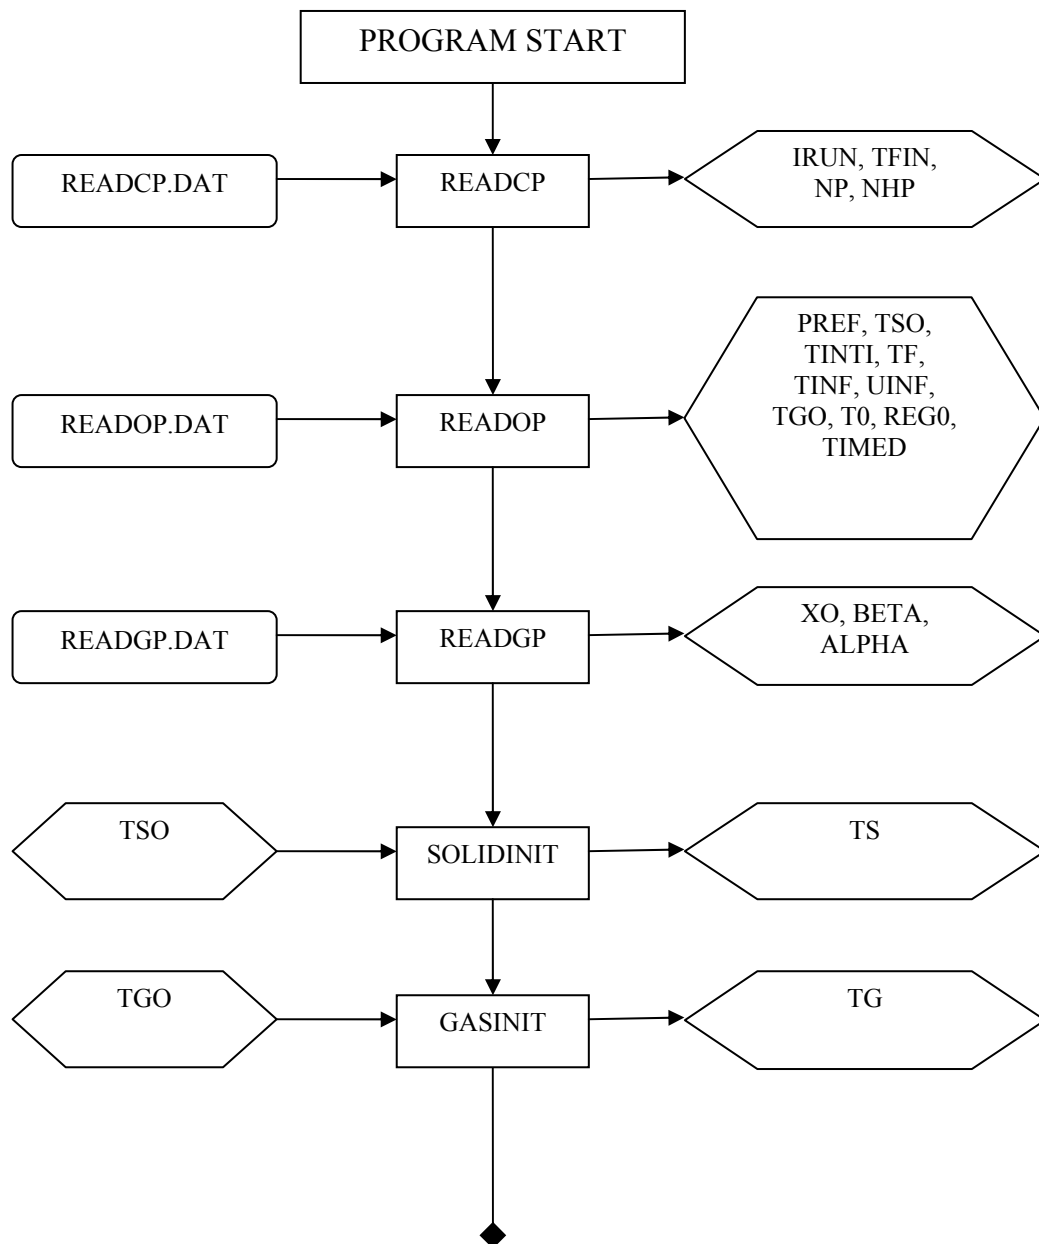 PROGRAM START
READCP.DAT
READCP
IRUN, TFIN,
NP, NHP
READOP.DAT
READOP
PREF, TSO,
TINTI, TF,
TINF, UINF,
TGO, T0, REG0,
TIMED
READGP.DAT
READGP
XO, BETA,
ALPHA
TSO
SOLIDINIT
TS
TGO
GASINIT
TG